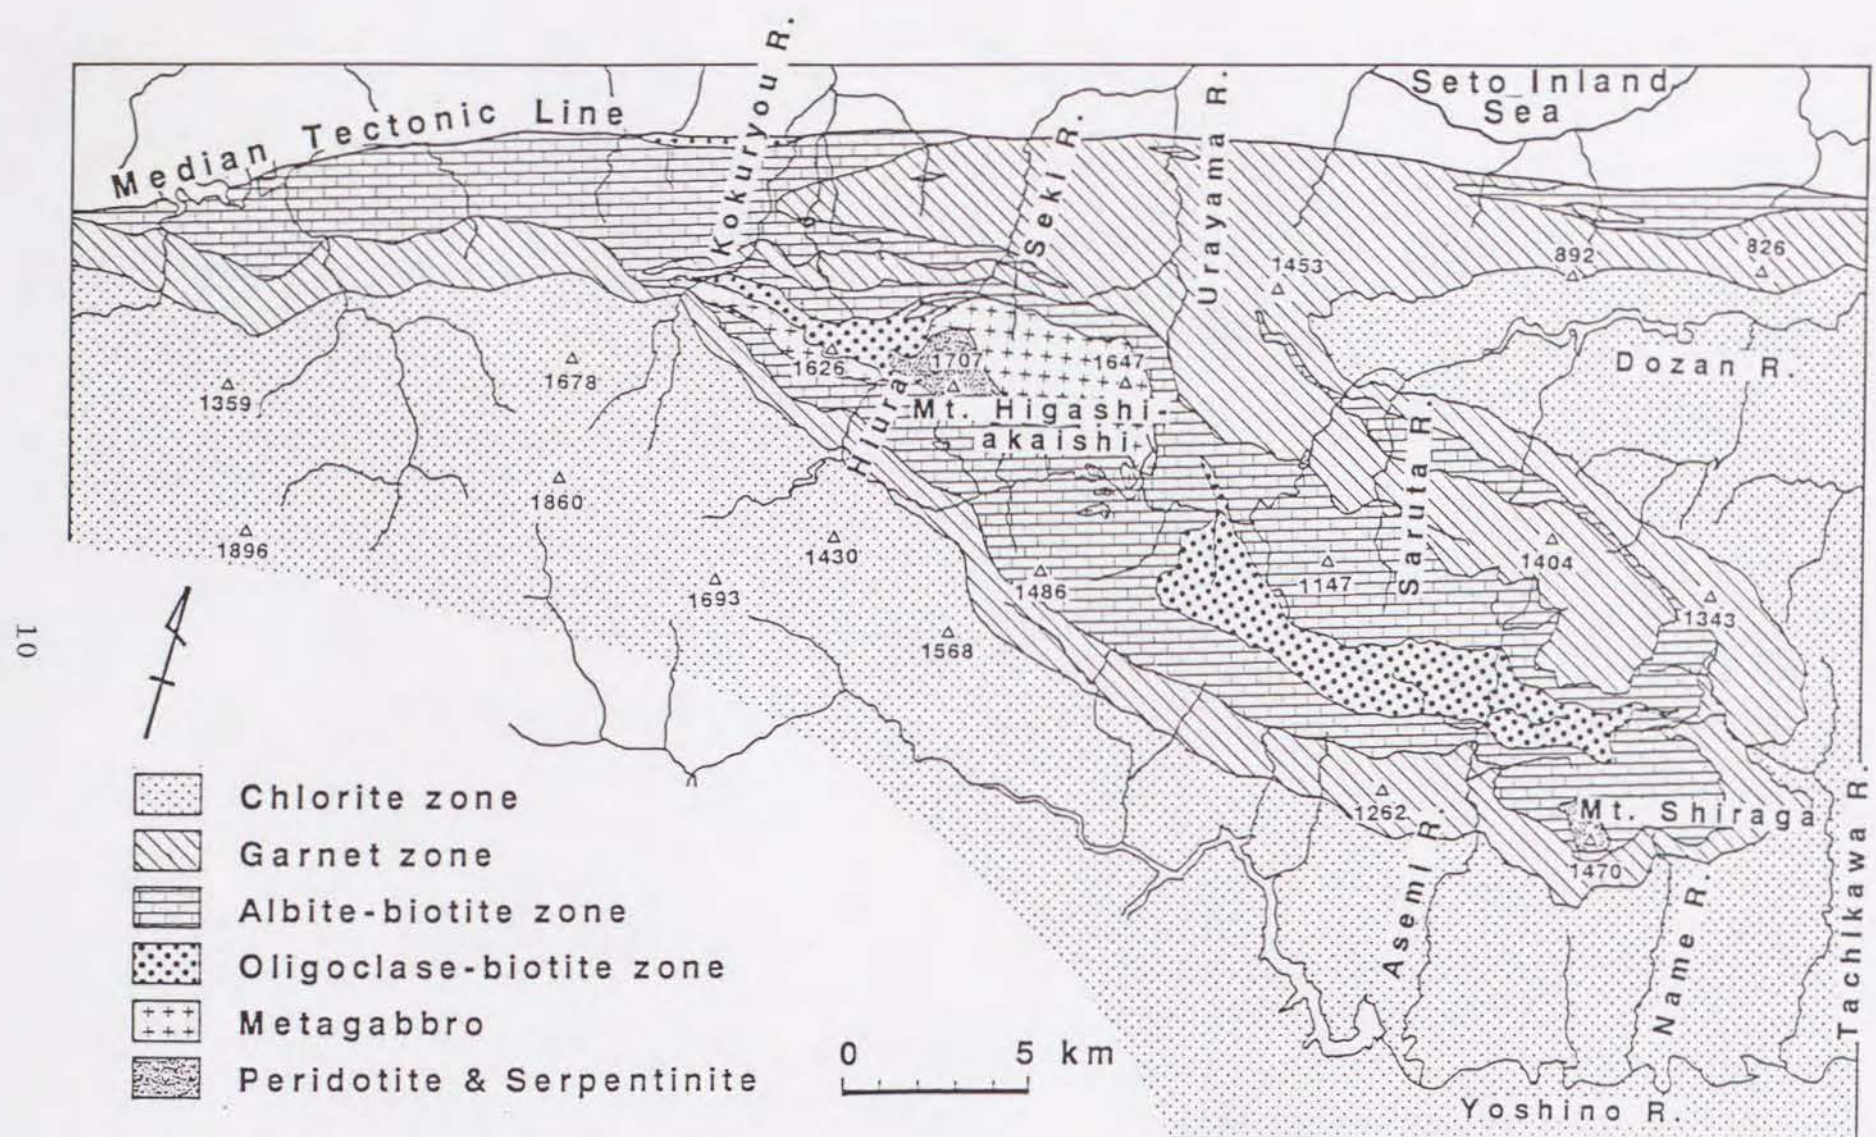 Kokuryou R.
Seto Inland
Sea
Median Tectonic Line
Urayama R.
Seki R.
1453
892
826
Dozan R.
1626
1707
1647
1678
1359
Mt. Higashi-
akaishi
Saruta R.
1860
1896
1430
1404
1147
1486
1693
1343
1568
10
Chlorite zone
Garnet zone
Albite-biotite zone
Oligoclase-biotite zone
Metagabbro
Peridotite & Serpentinite
0 5 km
1262
Mt. Shiraga
1470
Asemi R.
Name R.
Tachikawa R.
Yoshino R.